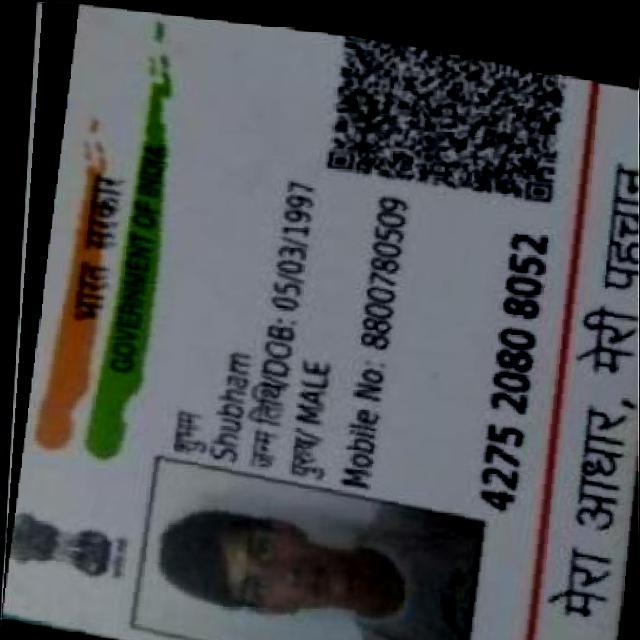 भारत सरकार
GOVERNMENT OF INDIA
शुभम
Shubham
जन्म तिथि/DOB: 05/03/1997
पुरुष/ MALE
Mobile No: 8800780509
4275 2080 8052
मेरा आधार, मेरी पहचान